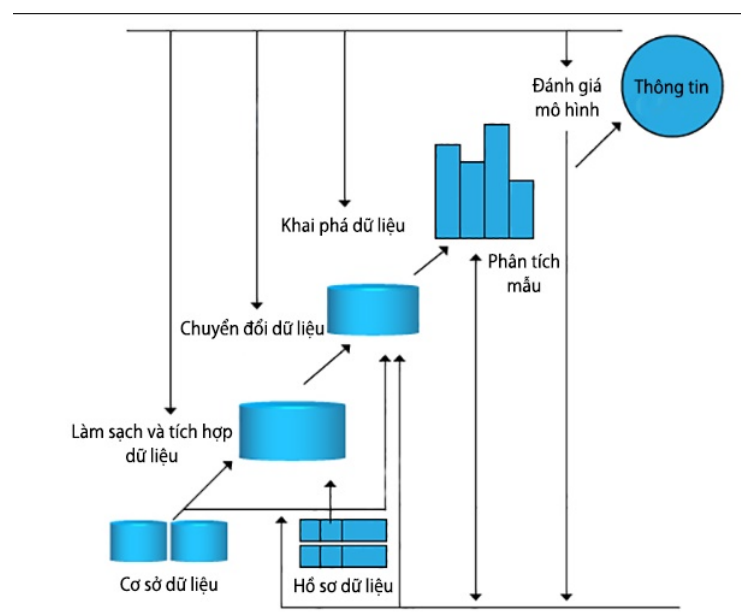 Đánh giá
mô hình
Thông tin
Khai phá dữ liệu
Phân tích
mẫu
Chuyển đổi dữ liệu
Làm sạch và tích hợp
dữ liệu
Cơ sở dữ liệu
Hồ sơ dữ liệu